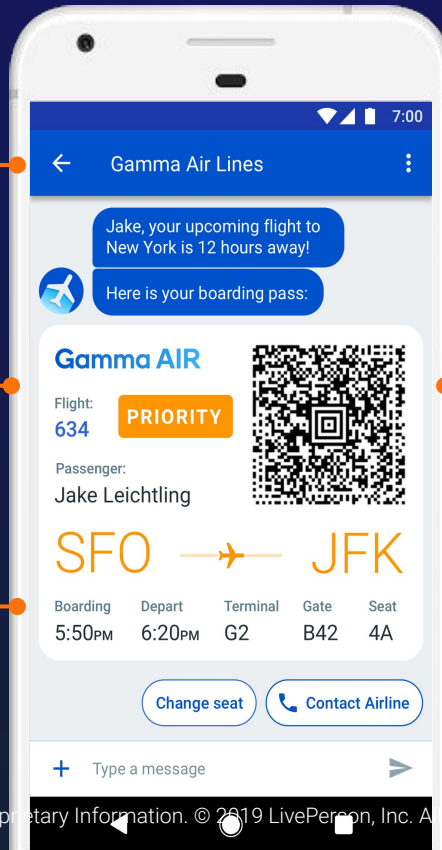 7:00
Gamma Air Lines
Jake, your upcoming flight to
New York is 12 hours away!
Here is your boarding pass:
Gamma AIR
Flight:
634
PRIORITY
Passenger:
Jake Leichtling
SFO JFK
Boarding Depart Terminal Gate Seat
5:50PM 6:20PM G2 B42 4A
Change seat Contact Airline
Type a message
Information. © 2019 LivePerson, Inc.